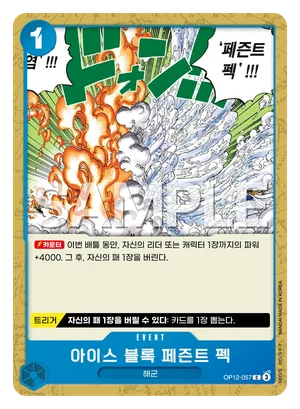 1
'페즌트
펙'!!!
!!!
SAMPLE
카운터 이번 배틀 동안, 자신의 리더 또는 캐릭터 1장까지의 파워
+4000. 그 후, 자신의 패 1장을 버린다.
트리거 자신의 패 1장을 버릴 수 있다: 카드를 1장 뽑는다.
EVENT
아이스 블록 페즌트 펙
해군
OP12-057 C